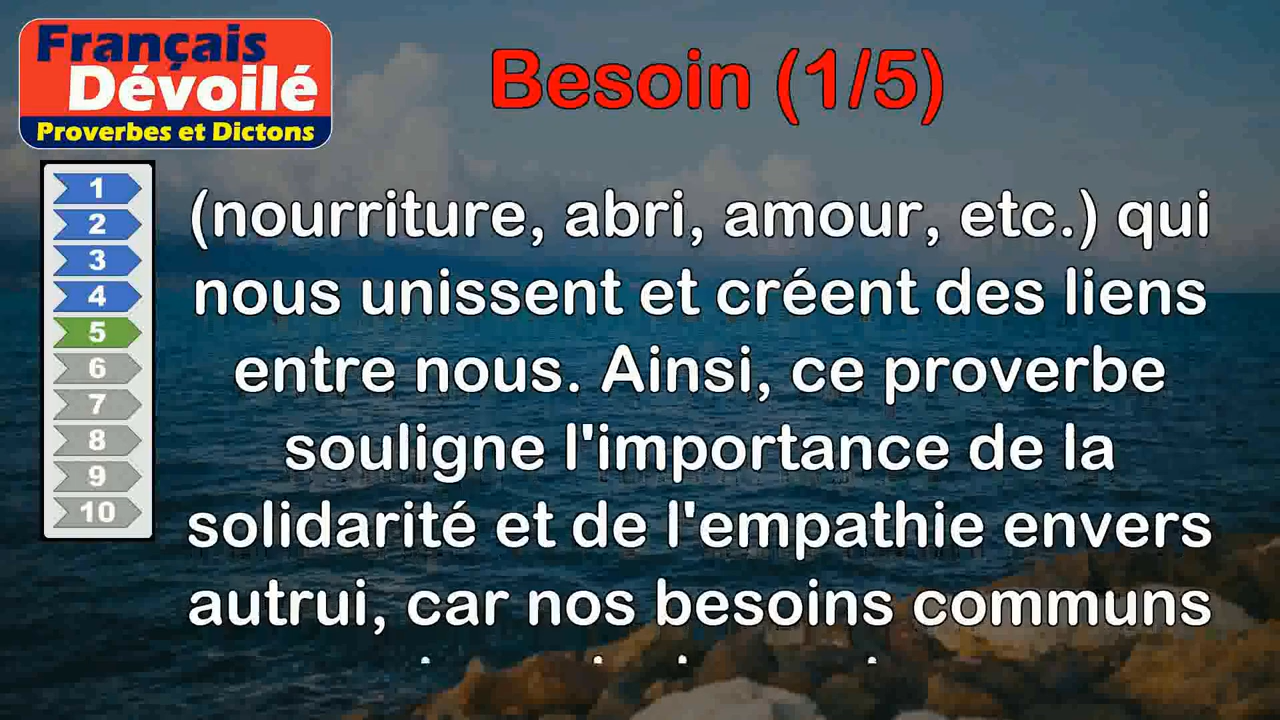 Français
Dévoilé
Proverbes et Dictons
Besoin (1/5)
1
2
3
4
5
6
7
8
9
10
(nourriture, abri, amour, etc.) qui
nous unissent et créent des liens
entre nous. Ainsi, ce proverbe
souligne l'importance de la
solidarité et de l'empathie envers
autrui, car nos besoins communs